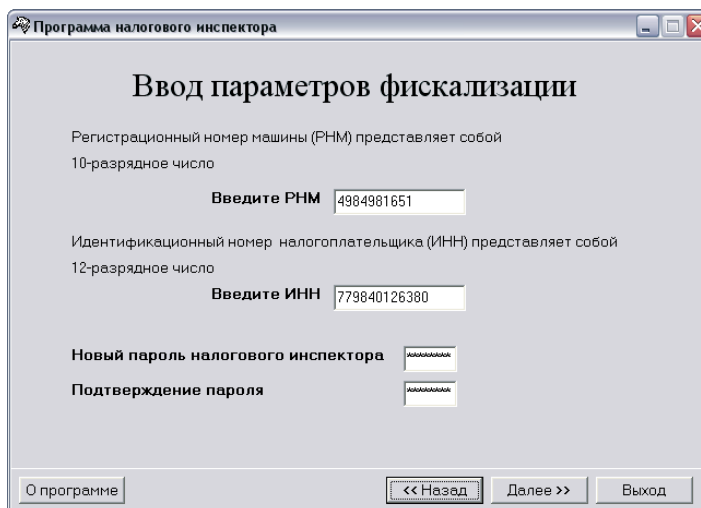 Программа налогового инспектора
Ввод параметров фискализации
Регистрационный номер машины (РНМ) представляет собой
10-разрядное число
Введите РНМ 4984981651
Идентификационный номер налогоплательщика (ИНН) представляет собой
12-разрядное число
Введите ИНН 779840126380
Новый пароль налогового инспектора ********
Подтверждение пароля ********
О программе << Назад Далее >> Выход